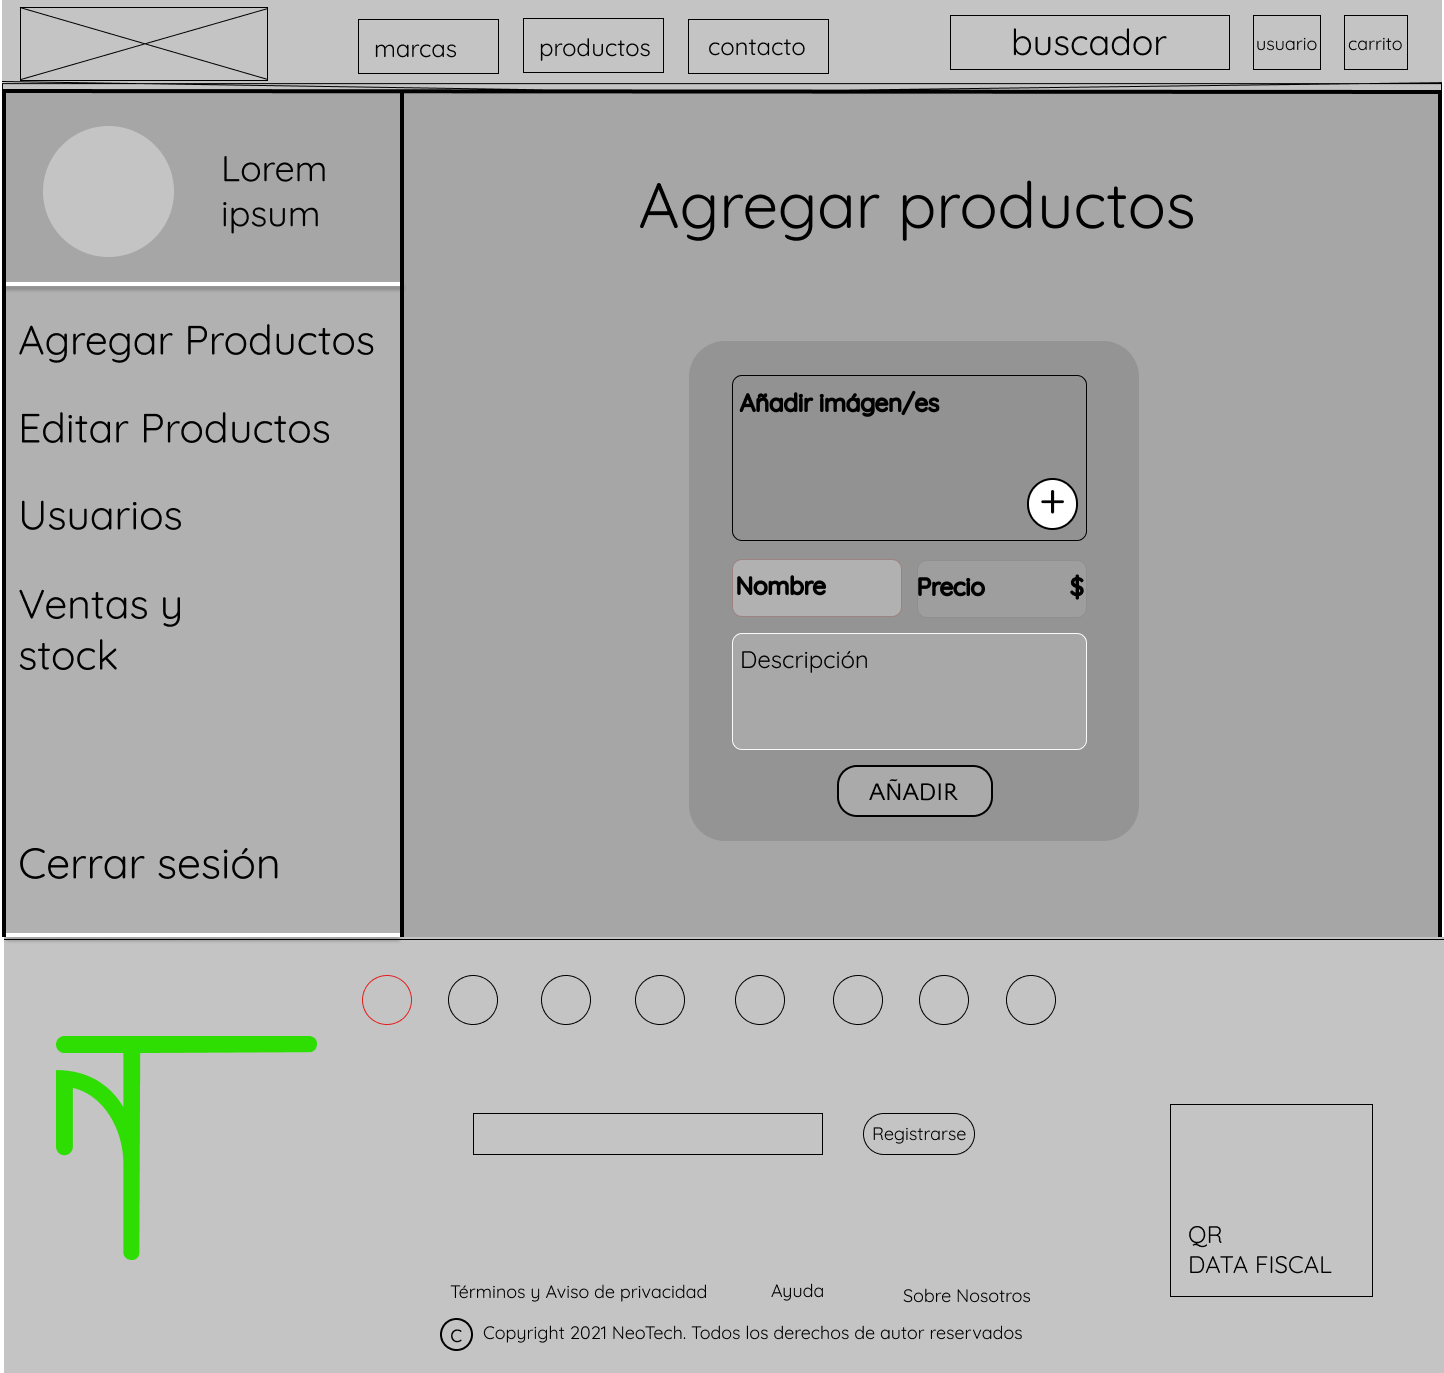 marcas
productos
contacto
buscador
usuario
carrito
Lorem
ipsum
Agregar Productos
Editar Productos
Usuarios
Ventas y
stock
Cerrar sesión
Agregar productos
Añadir imágen/es
+
Nombre
Precio $
Descripción
AÑADIR
Registrarse
QR
DATA FISCAL
Términos y Aviso de privacidad
Ayuda
Sobre Nosotros
C Copyright 2021 NeoTech. Todos los derechos de autor reservados